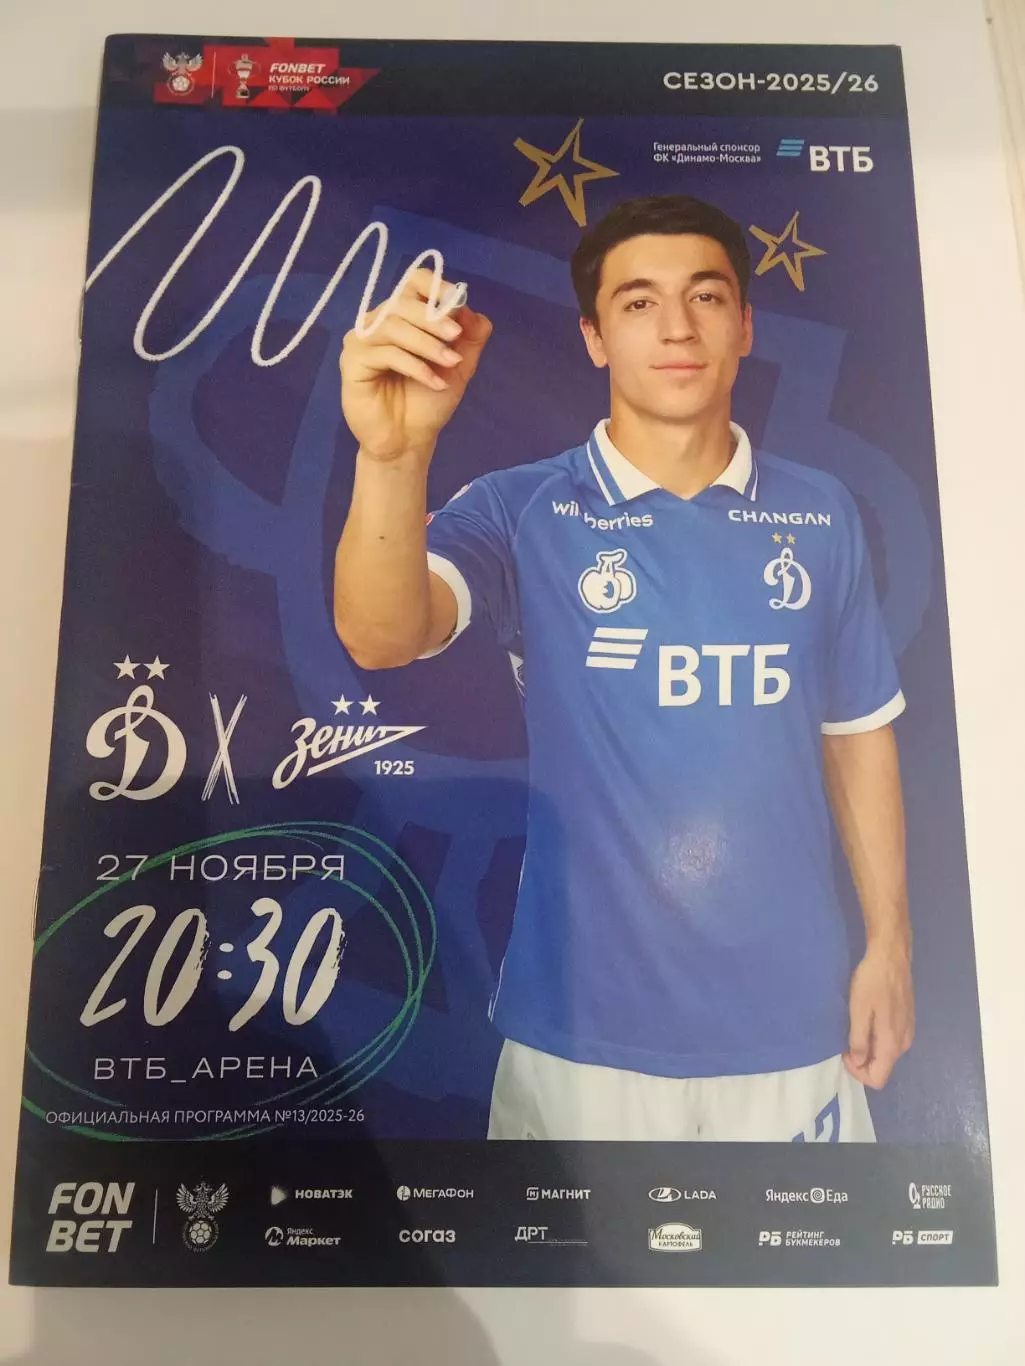 FONBET
КУБОК РОССИИ
ПО ФУТБОЛУ
СЕЗОН-2025/26
Генеральный спонсор
ФК «Динамо-Москва»
ВТБ
wildberries
CHANGAN
Д
ВТБ
Д X Зенит
1925
27 НОЯБРЯ
20:30
ВТБ_АРЕНА
ОФИЦИАЛЬНАЯ ПРОГРАММА №13/2025-26
FON
BET
НОВАТЭК
МЕГАФОН
МАГНИТ
LADA
Яндекс Еда
РУССКОЕ
РАДИО
Яндекс
Маркет
СОГАЗ
ДРТ
Московский
КАРТОФЕЛЬ
РБ РЕЙТИНГ
БУКМЕКЕРОВ
РБ СПОРТ